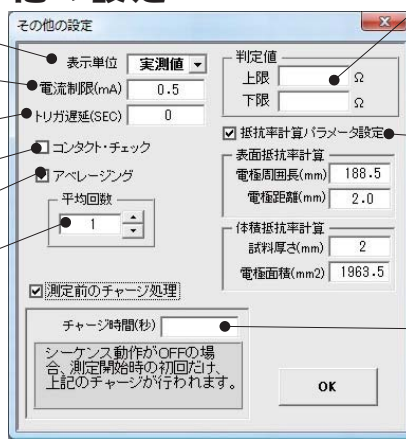 その他の設定
表示単位 実測値
電流制限(mA) 0.5
トリガ遅延(SEC) 0
コンタクト・チェック
アベレージング
平均回数
1
測定前のチャージ処理
チャージ時間(秒)
シーケンス動作がOFFの場
合、測定開始時の初回だけ、
上記のチャージが行われます。
判定値
上限 Ω
下限 Ω
抵抗率計算パラメータ設定
表面抵抗率計算
電極周囲長(mm) 188.5
電極距離(mm) 2.0
体積抵抗率計算
試料厚さ(mm) 2
電極面積(mm2) 1963.5
OK